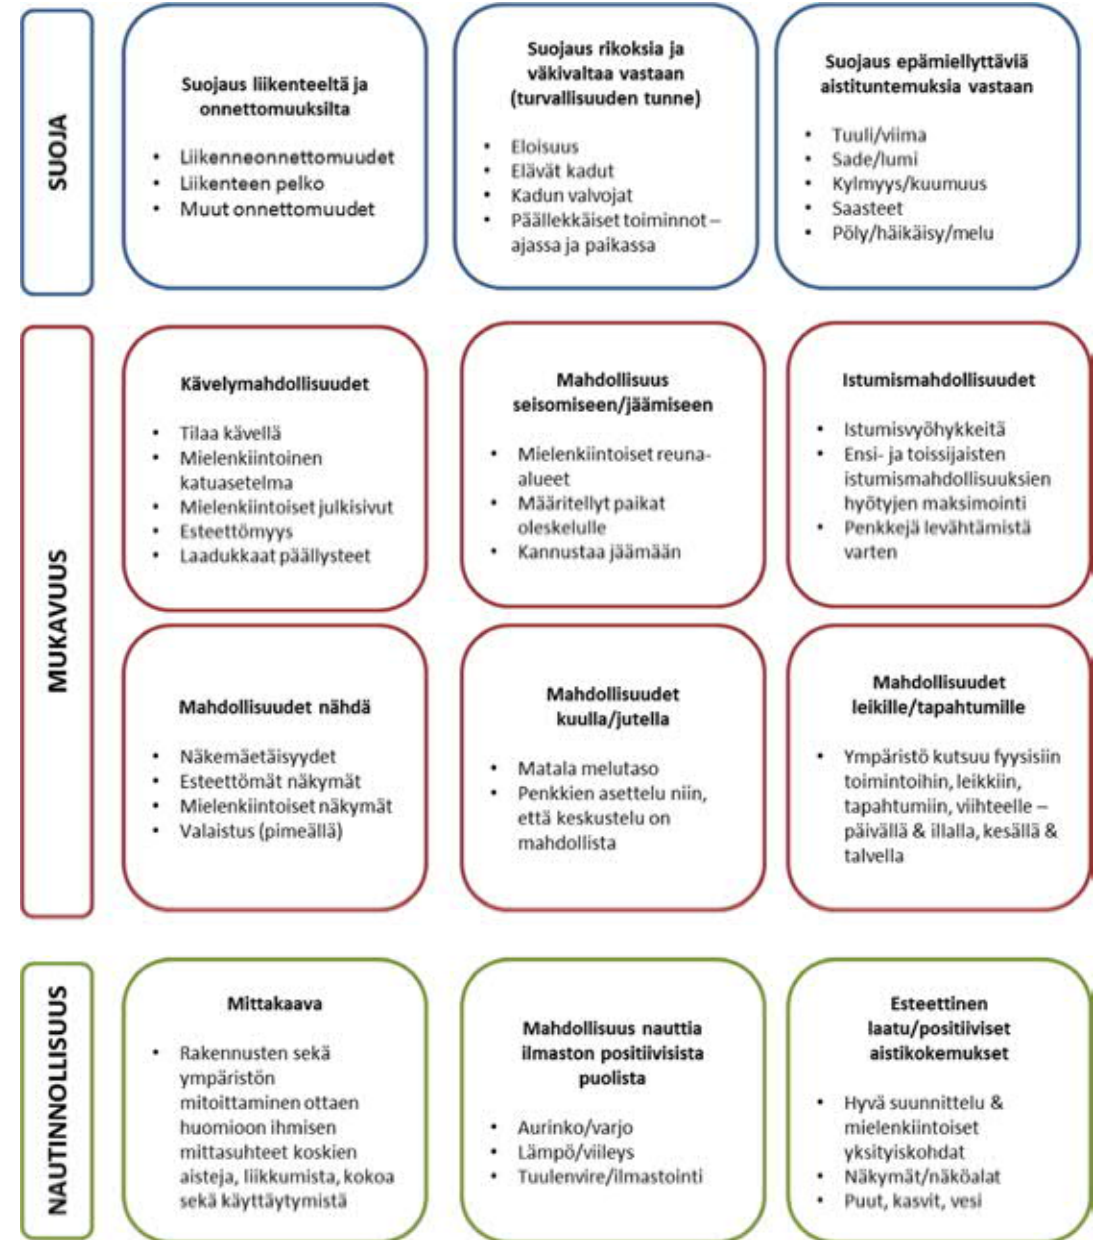 SUOJA
Suojaus liikenteeltä ja
onnettomuuksilta
• Liikenneonnettomuudet
• Liikenteen pelko
• Muut onnettomuudet
Suojaus rikoksia ja
väkivaltaa vastaan
(turvallisuuden tunne)
• Eloisuus
• Elävät kadut
• Kadun valvojat
• Päällekkäiset toiminnot –
ajassa ja paikassa
Suojaus epämiellyttäviä
aistituntemuksia vastaan
• Tuuli/viima
• Sade/lumi
• Kylmyys/kuumuus
• Saasteet
• Pöly/häikäisy/melu
MUKAVUUS
Kävelymahdollisuudet
• Tilaa kävellä
• Mielenkiintoinen
katuasetelma
• Mielenkiintoiset julkisivut
• Esteettömyys
• Laadukkaat päällysteet
Mahdollisuus
seisomiseen/jäämiseen
• Mielenkiintoiset reuna-
alueet
• Määritellyt paikat
oleskelulle
• Kannustaa jäämään
Istumismahdollisuudet
• Istumisvyöhykkeitä
• Ensi- ja toissijaisten
istumismahdollisuuksien
hyötyjen maksimointi
• Penkkejä levähtämistä
varten
Mahdollisuudet nähdä
• Näkemäetäisyydet
• Esteettömät näkymät
• Mielenkiintoiset näkymät
• Valaistus (pimeällä)
Mahdollisuudet
kuulla/jutella
• Matala melutaso
• Penkkien asettelu niin,
että keskustelu on
mahdollista
Mahdollisuudet
leikille/tapahtumille
• Ympäristö kutsuu fyysisiin
toimintoihin, leikkiin,
tapahtumiin, viihteelle –
päivällä & illalla, kesällä &
talvella
NAUTINNOLLISUUS
Mittakaava
• Rakennusten sekä
ympäristön
mitoittaminen ottaen
huomioon ihmisen
mittasuhteet koskien
aisteja, liikkumista, kokoa
sekä käyttäytymistä
Mahdollisuus nauttia
ilmaston positiivisista
puolista
• Aurinko/varjo
• Lämpö/viileys
• Tuulenvire/ilmastointi
Esteettinen
laatu/positiiviset
aistikokemukset
• Hyvä suunnittelu &
mielenkiintoiset
yksityiskohdat
• Näkymät/näköalat
• Puut, kasvit, vesi